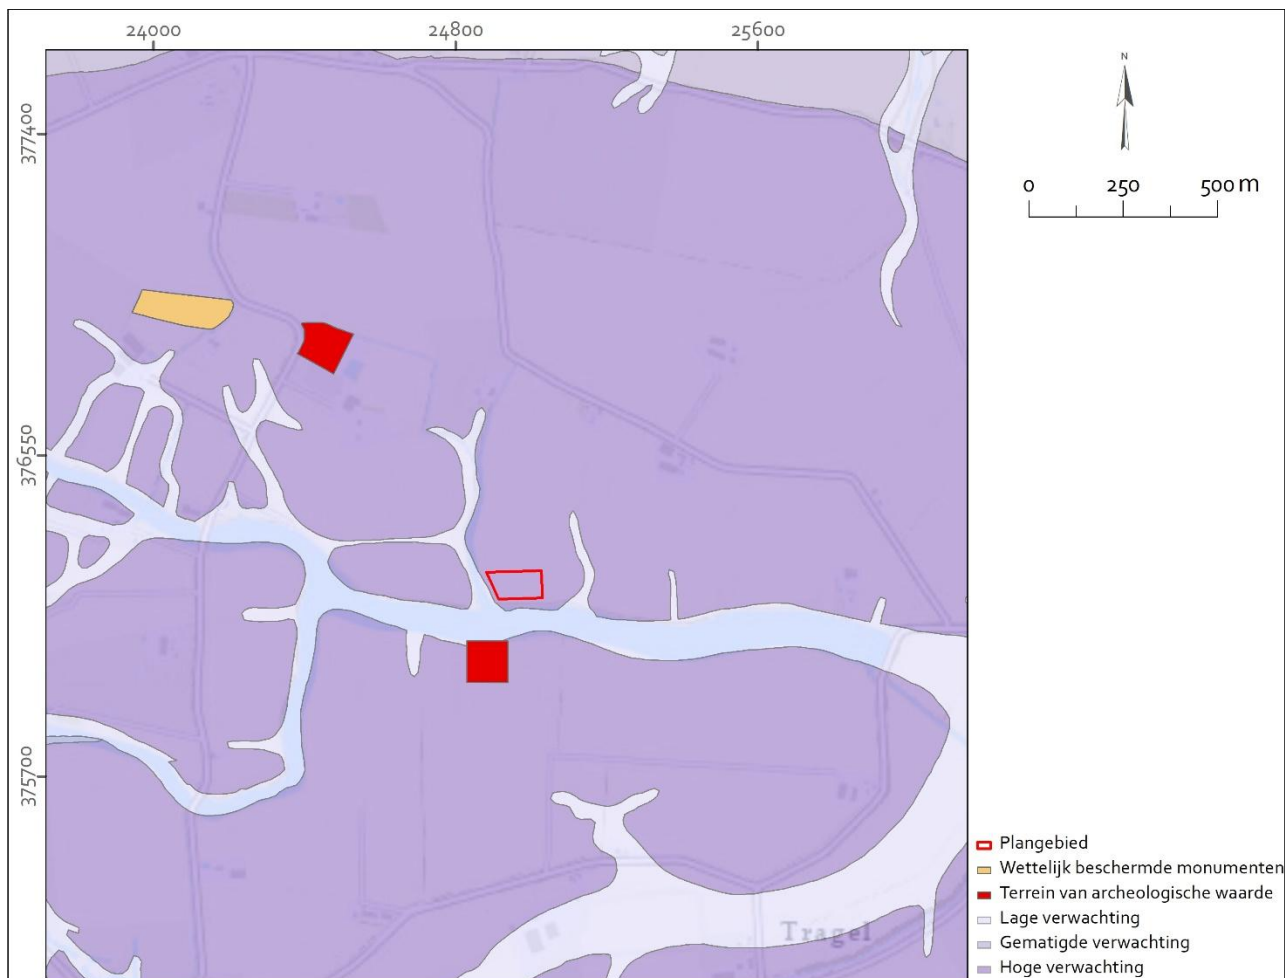 24000 24800 25600
N
37400
0 250 500 m
376550
375700
Plangebied
Wettelijk beschermde monumenten
Terrein van archeologische waarde
Lage verwachting
Gematigde verwachting
Tragel
Hoge verwachting